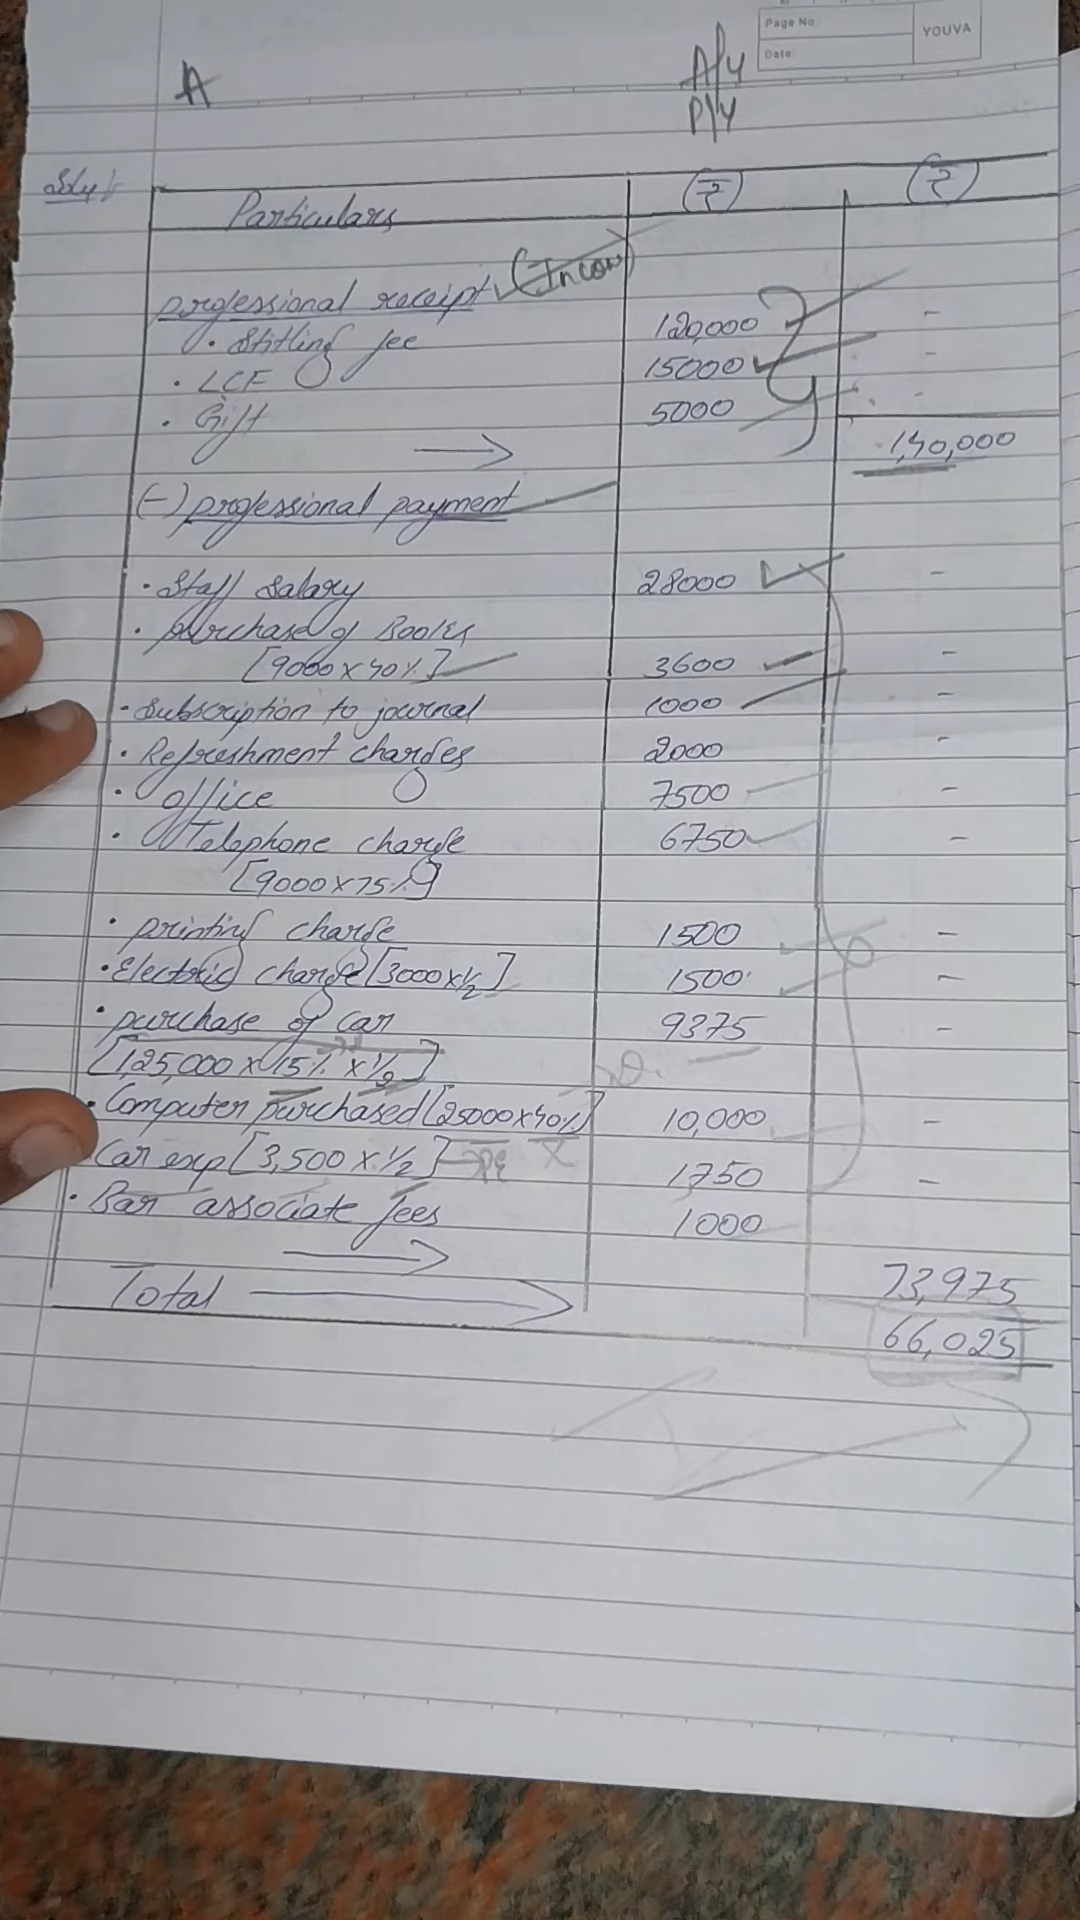 Page No.
YOUVA
Date:
A
A/Y
P/Y
Particulars (₹) (₹)
professional receipt (Incom)
• Stitling fee 120,000 -
• LCF 15000 -
• Gift 5000 -
1,40,000
(-) professional payment
• Staff Salary 28000 -
• purchase of Books
[9000 x 40%] 3600 -
• Subscription to journal 1000 -
• Refreshment charges 2000 -
• office 7500 -
• Telephone charge 6750 -
[9000 x 75%]
• printing charge 1500 -
• Electric charge [3000 x ½] 1500 -
• purchase of car 9375 -
[1,25,000 x 15% x ½]
• Computer purchased [25000 x 40%] 10,000 -
Car exp [3,500 x ½] 1750 -
• Bar associate fees 1000
73,975
Total 66,025